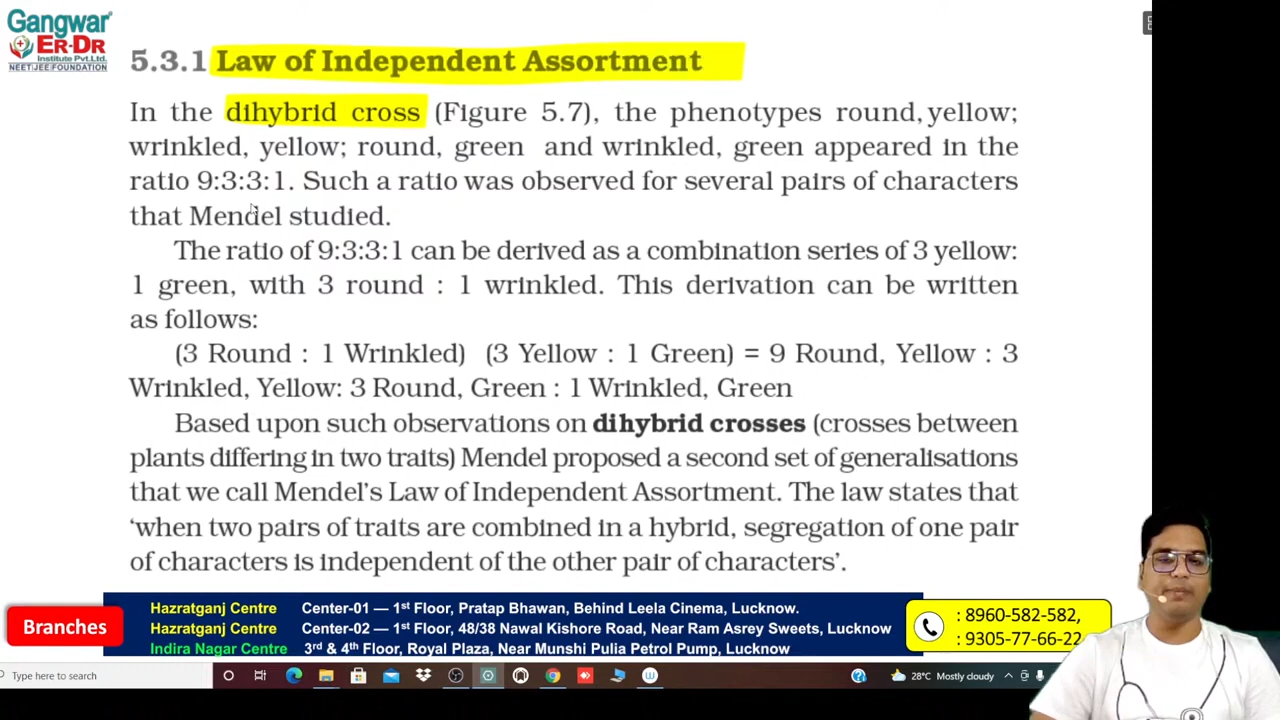 Gangwar
ER-DR
Institute Pvt.Ltd.
NEET|JEE|FOUNDATION
5.3.1 Law of Independent Assortment
In the dihybrid cross (Figure 5.7), the phenotypes round, yellow;
wrinkled, yellow; round, green and wrinkled, green appeared in the
ratio 9:3:3:1. Such a ratio was observed for several pairs of characters
that Mendel studied.
The ratio of 9:3:3:1 can be derived as a combination series of 3 yellow:
1 green, with 3 round : 1 wrinkled. This derivation can be written
as follows:
(3 Round : 1 Wrinkled) (3 Yellow : 1 Green) = 9 Round, Yellow : 3
Wrinkled, Yellow: 3 Round, Green : 1 Wrinkled, Green
Based upon such observations on dihybrid crosses (crosses between
plants differing in two traits) Mendel proposed a second set of generalisations
that we call Mendel's Law of Independent Assortment. The law states that
‘when two pairs of traits are combined in a hybrid, segregation of one pair
of characters is independent of the other pair of characters’.
Branches
Hazratganj Centre Center-01 — 1st Floor, Pratap Bhawan, Behind Leela Cinema, Lucknow.
Hazratganj Centre Center-02 — 1st Floor, 48/38 Nawal Kishore Road, Near Ram Asrey Sweets, Lucknow
Indira Nagar Centre 3rd & 4th Floor, Royal Plaza, Near Munshi Pulia Petrol Pump, Lucknow
: 8960-582-582,
: 9305-77-66-22
Type here to search
28°C Mostly cloudy